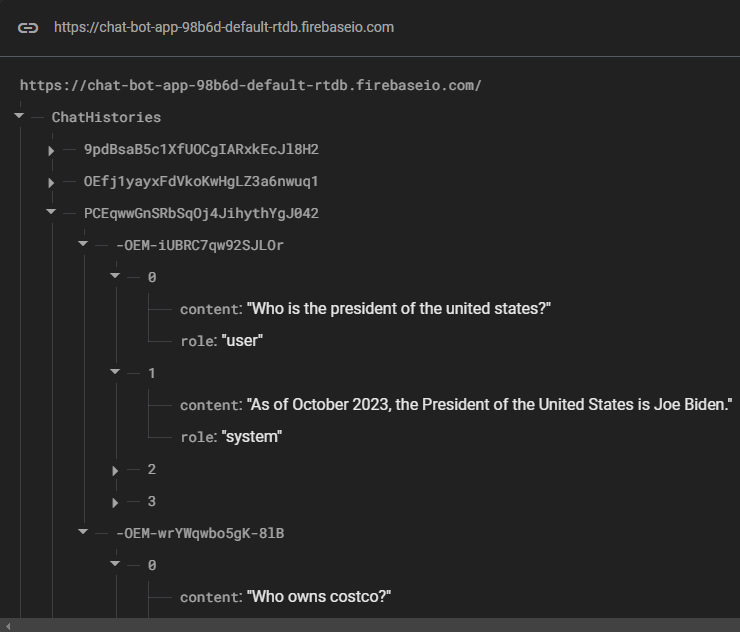 https://chat-bot-app-98b6d-default-rtdb.firebaseio.com
https://chat-bot-app-98b6d-default-rtdb.firebaseio.com/
ChatHistories
9pdBsaB5c1XfUOCgIARxkEcJl8H2
OEfj1yayxFdVkoKwHgLZ3a6nwuq1
PCEqwwGnSRbSqOj4JihythYgJ042
-OEM-iUBRC7qw92SJLOr
0
content: "Who is the president of the united states?"
role: "user"
1
content: "As of October 2023, the President of the United States is Joe Biden."
role: "system"
2
3
-OEM-wrYWqwbo5gK-8lB
0
content: "Who owns costco?"